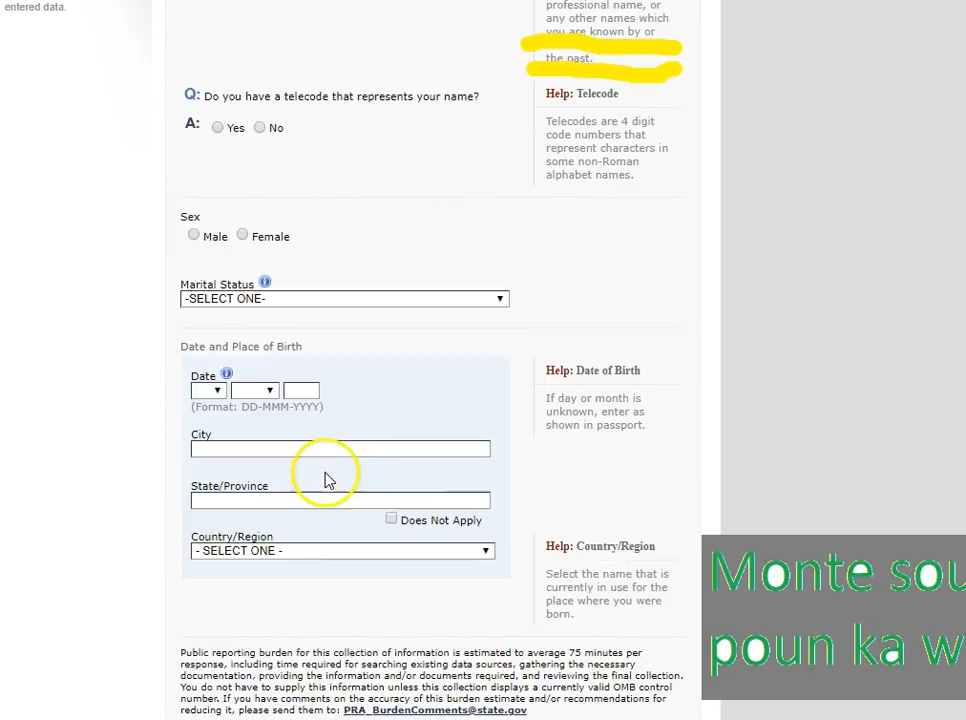 entered data.
professional name, or
any other names which
you are known by or
the past.
Q: Do you have a telecode that represents your name?
A: Yes No
Help: Telecode
Telecodes are 4 digit
code numbers that
represent characters in
some non-Roman
alphabet names.
Sex
Male Female
Marital Status
-SELECT ONE-
Date and Place of Birth
Date
(Format: DD-MMM-YYYY)
Help: Date of Birth
If day or month is
unknown, enter as
shown in passport.
City
State/Province
Does Not Apply
Country/Region
- SELECT ONE -
Help: Country/Region
Select the name that is
currently in use for the
place where you were
born.
Monte sou
poun ka w
Public reporting burden for this collection of information is estimated to average 75 minutes per
response, including time required for searching existing data sources, gathering the necessary
documentation, providing the information and/or documents required, and reviewing the final collection.
You do not have to supply this information unless this collection displays a currently valid OMB control
number. If you have comments on the accuracy of this burden estimate and/or recommendations for
reducing it, please send them to: PRA_BurdenComments@state.gov